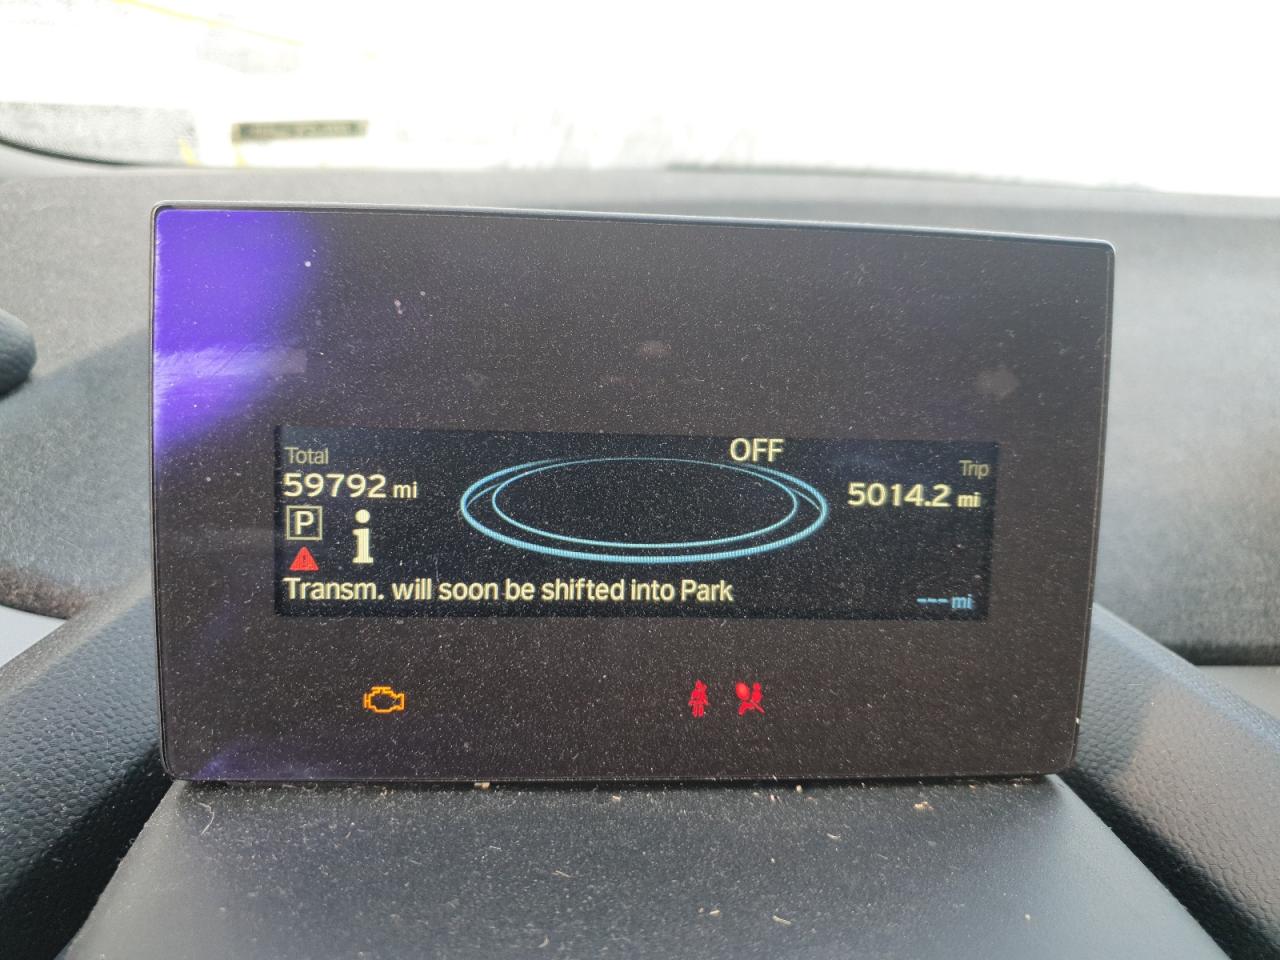 OFF
Total
59792 mi
Trip
5014.2 mi
P
i
Transm. will soon be shifted into Park
--- mi